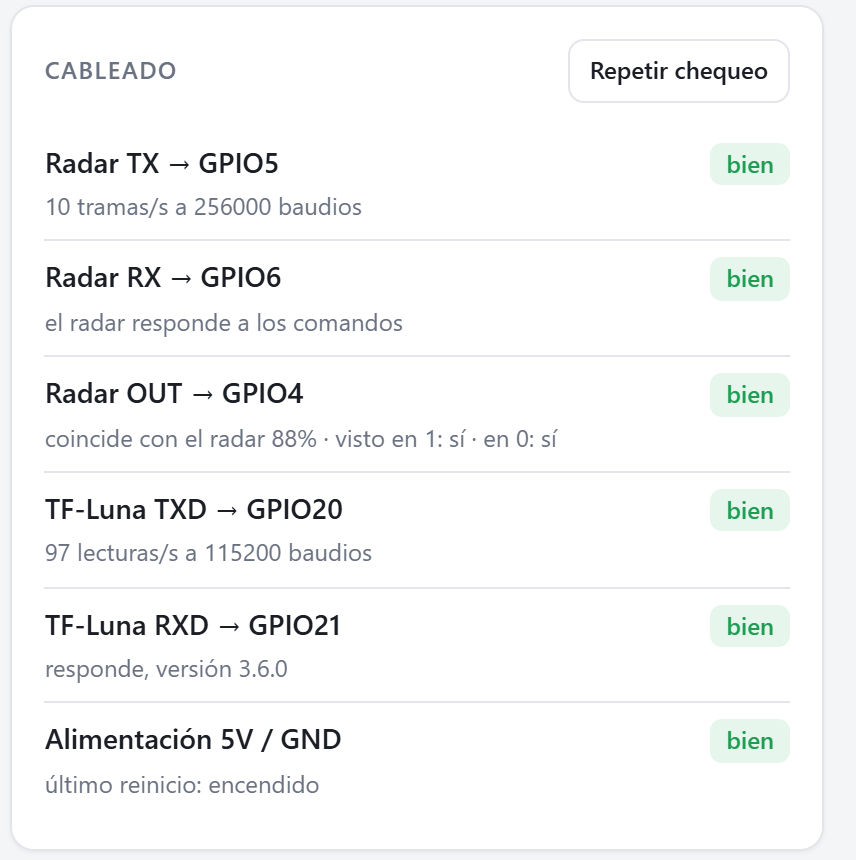 CABLEADO
Repetir chequeo
Radar TX → GPIO5
bien
10 tramas/s a 256000 baudios
Radar RX → GPIO6
bien
el radar responde a los comandos
Radar OUT → GPIO4
bien
coincide con el radar 88% · visto en 1: sí · en 0: sí
TF-Luna TXD → GPIO20
bien
97 lecturas/s a 115200 baudios
TF-Luna RXD → GPIO21
bien
responde, versión 3.6.0
Alimentación 5V / GND
bien
último reinicio: encendido